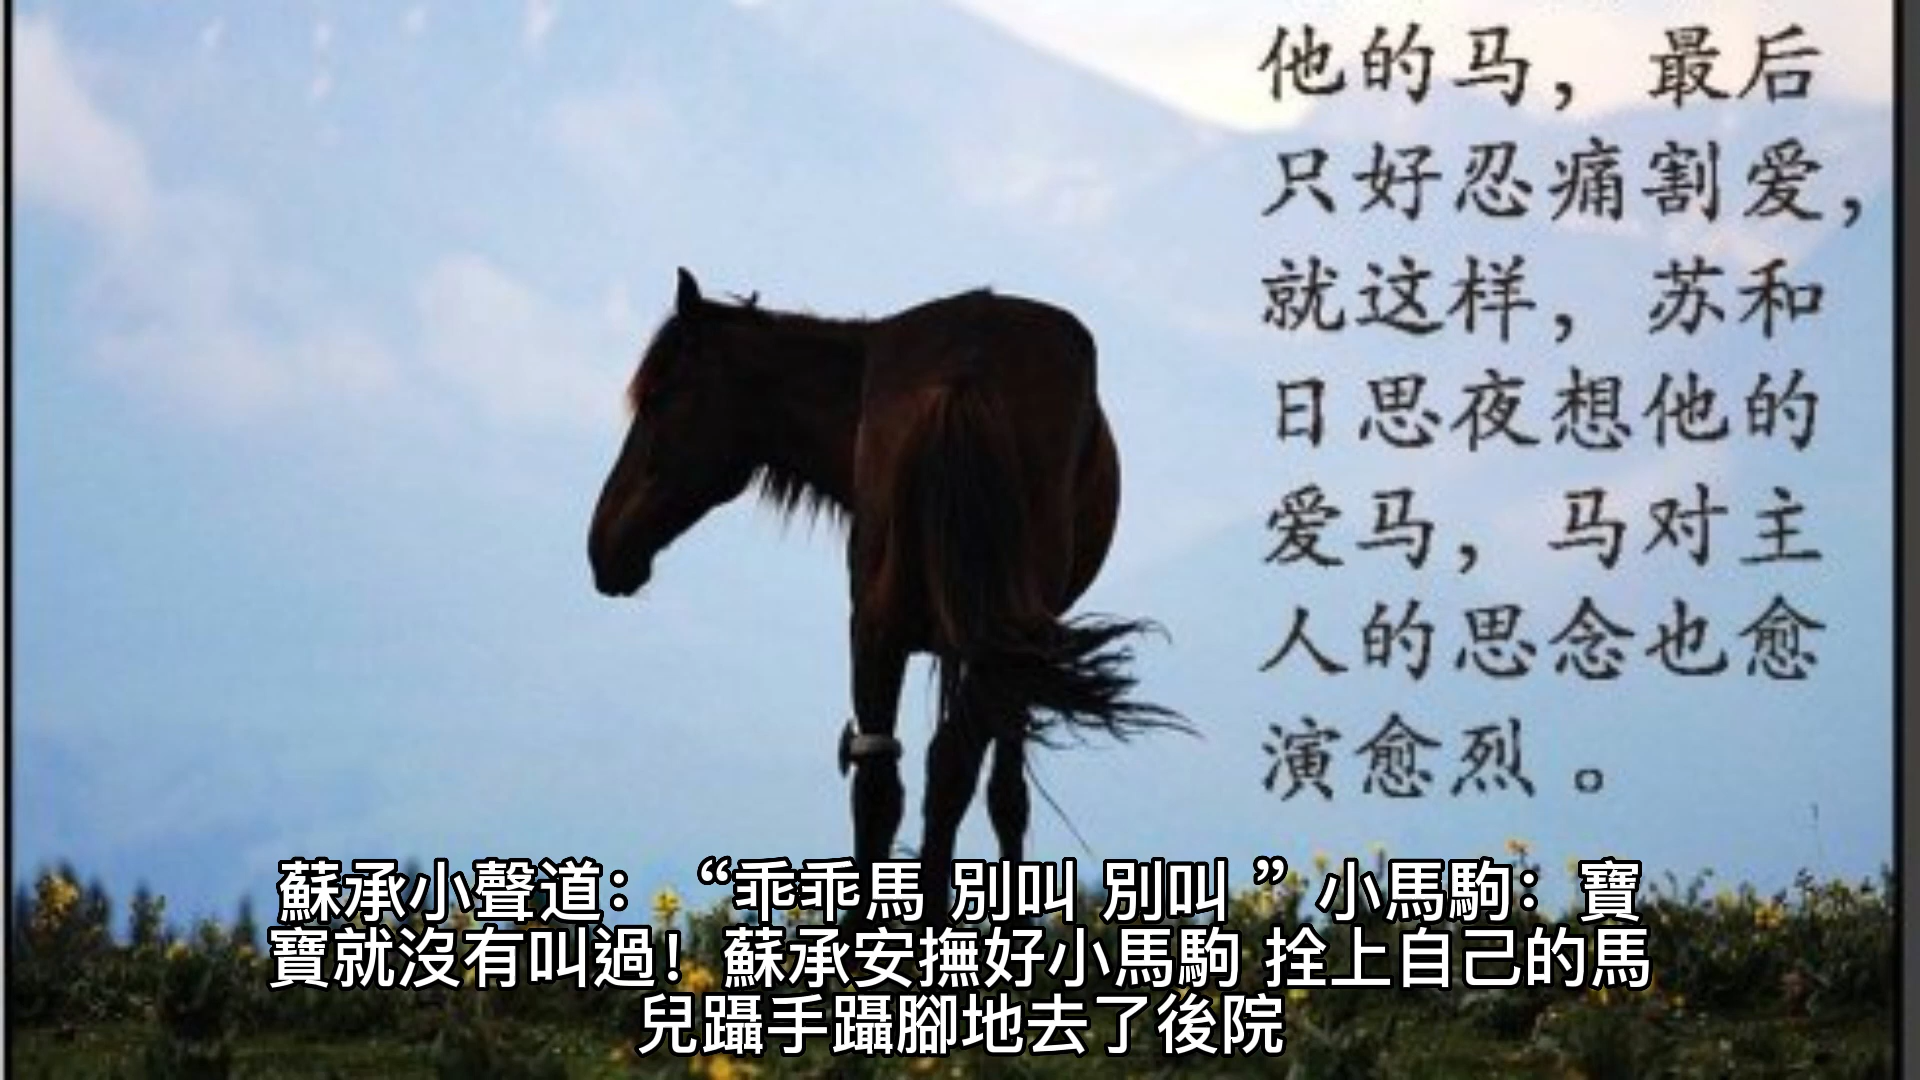 他的马，最后
只好忍痛割爱，
就这样，苏和
日思夜想他的
爱马，马对主
人的思念也愈
演愈烈。
蘇承小聲道：“乖乖馬 別叫 別叫 ”小馬駒：寶
寶就沒有叫過！蘇承安撫好小馬駒 拴上自己的馬
兒躡手躡腳地去了後院